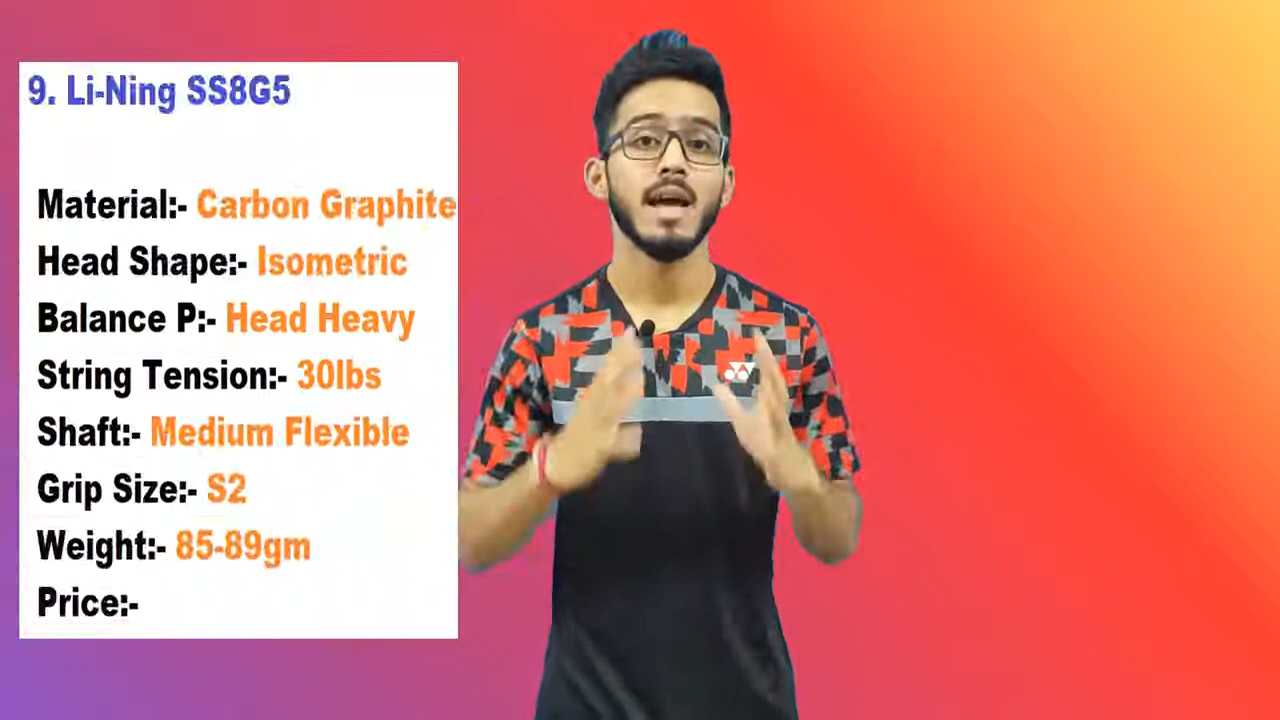 9. Li-Ning SS8G5
Material:- Carbon Graphite
Head Shape:- Isometric
Balance P:- Head Heavy
String Tension:- 30lbs
Shaft:- Medium Flexible
Grip Size:- S2
Weight:- 85-89gm
Price:-